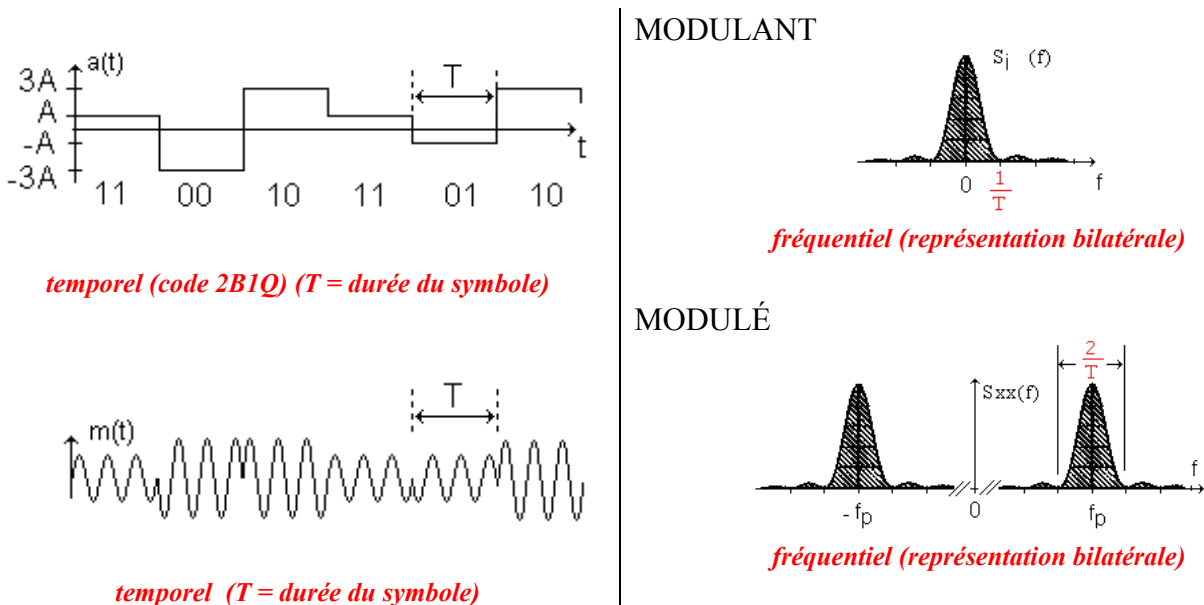 a(t)
3A
A
-A
-3A
T
t
11 00 10 11 01 10
temporel (code 2B1Q) (T = durée du symbole)
m(t)
T
temporel (T = durée du symbole)
MODULANT
Si (f)
0 1/T f
fréquentiel (représentation bilatérale)
MODULÉ
2/T
Sxx(f)
f
- fp 0 fp
fréquentiel (représentation bilatérale)